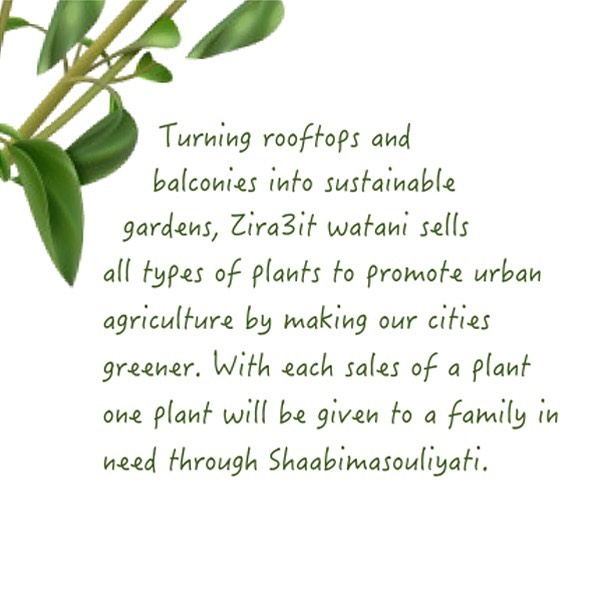 Turning rooftops and
balconies into sustainable
gardens, Zira3it watani sells
all types of plants to promote urban
agriculture by making our cities
greener. With each sales of a plant
one plant will be given to a family in
need through Shaabimasouliyati.